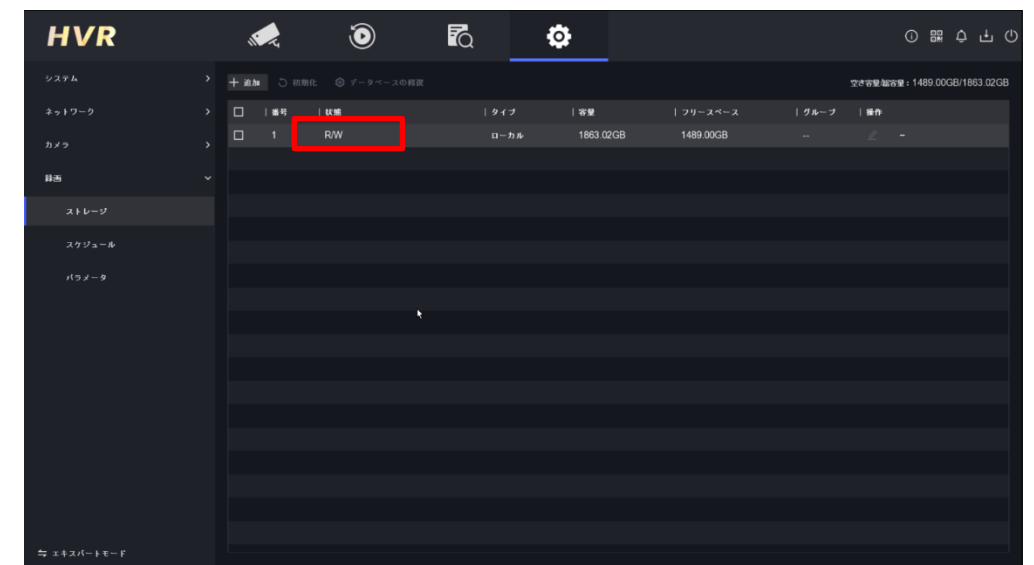 HVR
システム
ネットワーク
カメラ
録画
ストレージ
スケジュール
パラメータ
エキスパートモード
追加 初期化 データベースの修復
空き容量/総容量：1489.00GB/1863.02GB
番号 状態 タイプ 容量 フリースペース グループ 操作
1 R/W ローカル 1863.02GB 1489.00GB -- –